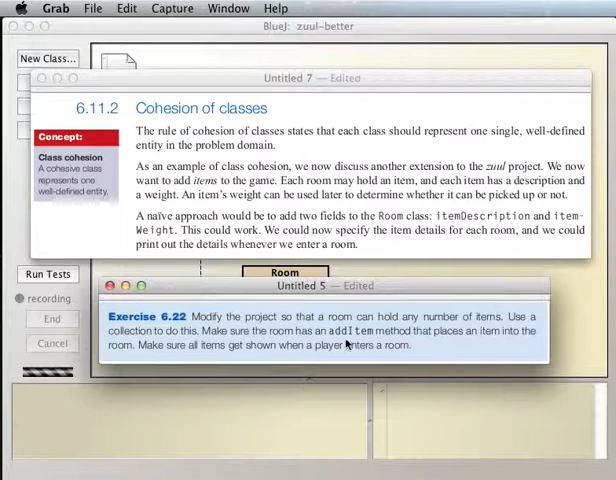 Grab File Edit Capture Window Help
BlueJ: zuul-better
New Class...
Untitled 7 — Edited
6.11.2 Cohesion of classes
Concept:
Class cohesion
A cohesive class
represents one
well-defined entity.
The rule of cohesion of classes states that each class should represent one single, well-defined
entity in the problem domain.
As an example of class cohesion, we now discuss another extension to the zuul project. We now
want to add items to the game. Each room may hold an item, and each item has a description and
a weight. An item's weight can be used later to determine whether it can be picked up or not.
A naïve approach would be to add two fields to the Room class: itemDescription and item-
Weight. This could work. We could now specify the item details for each room, and we could
print out the details whenever we enter a room.
Run Tests
Room
recording
Untitled 5 — Edited
End
Exercise 6.22 Modify the project so that a room can hold any number of items. Use a
collection to do this. Make sure the room has an addItem method that places an item into the
room. Make sure all items get shown when a player enters a room.
Cancel